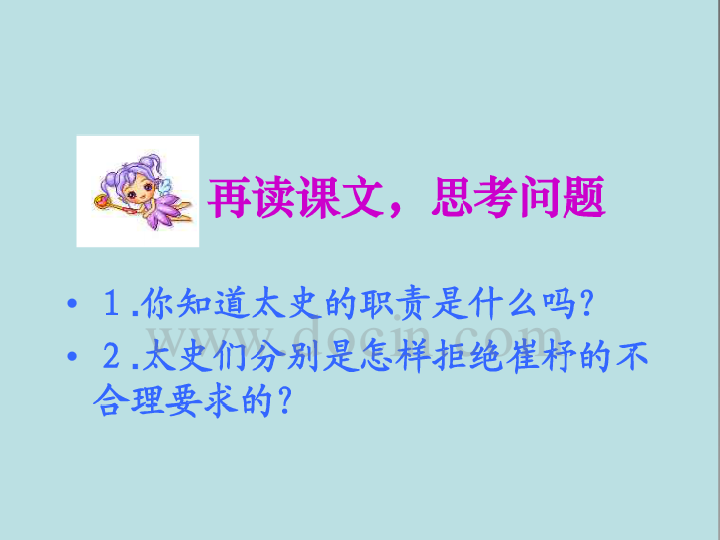 再读课文，思考问题
• 1.你知道太史的职责是什么吗？
www.docin.com
• 2.太史们分别是怎样拒绝崔杼的不
合理要求的？